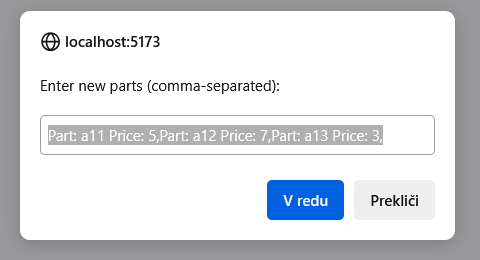 localhost:5173
Enter new parts (comma-separated):
Part: a11 Price: 5,Part: a12 Price: 7,Part: a13 Price: 3,
V redu
Prekliči